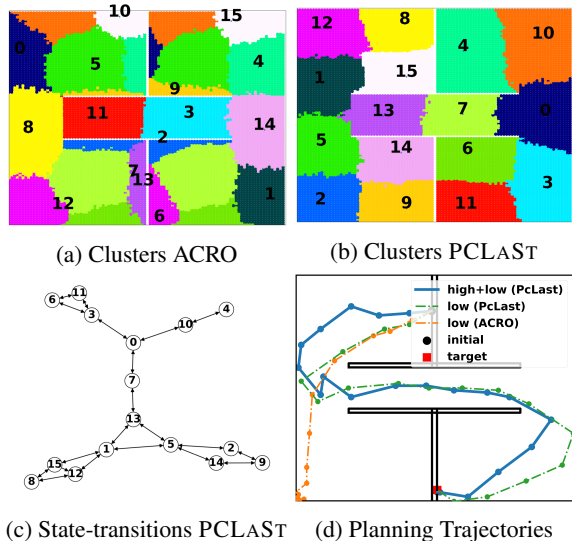 10 15
0 5 4
9
11 3
8 14
2
7
13
12 6 1
(a) Clusters ACRO
12 8 10
4
1 15
13 7 0
5 14 6
3
2 9 11
(b) Clusters PCLAST
11
6
3
4
10
0
7
13
1 5 2
15 14 9
8 12
(c) State-transitions PCLAST
high+low (PcLast)
low (PcLast)
low (ACRO)
initial
target
(d) Planning Trajectories